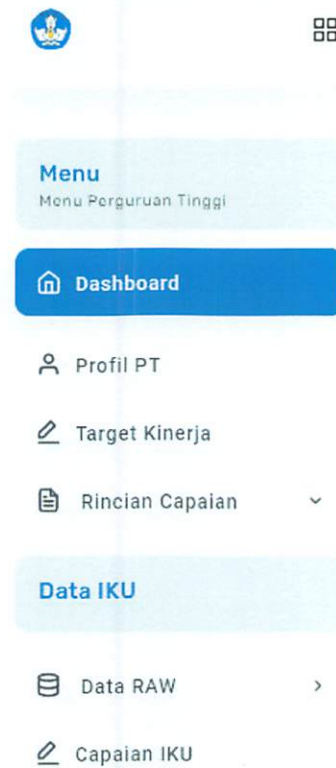 Menu
Menu Perguruan Tinggi
Dashboard
Profil PT
Target Kinerja
Rincian Capaian
Data IKU
Data RAW
Capaian IKU